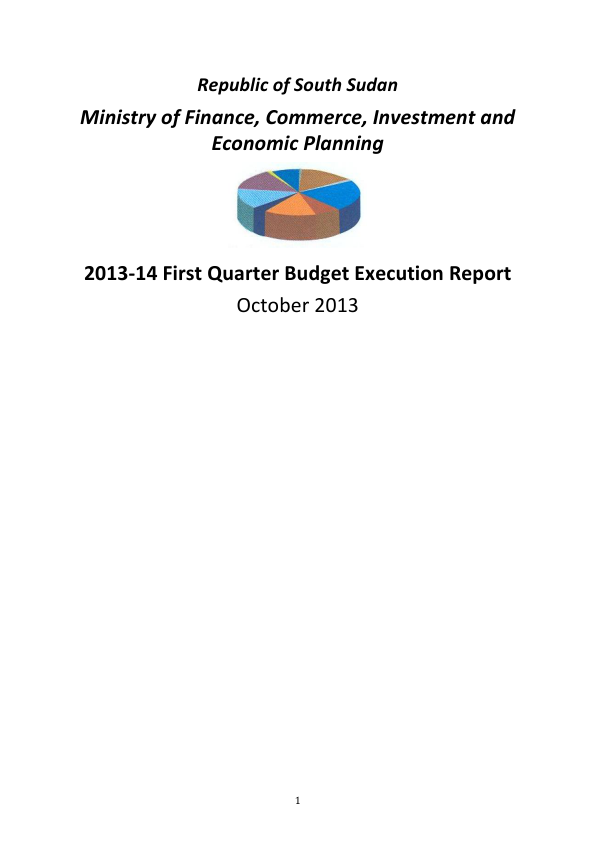 Republic of South Sudan
Ministry of Finance, Commerce, Investment and
Economic Planning
2013-14 First Quarter Budget Execution Report
October 2013
1